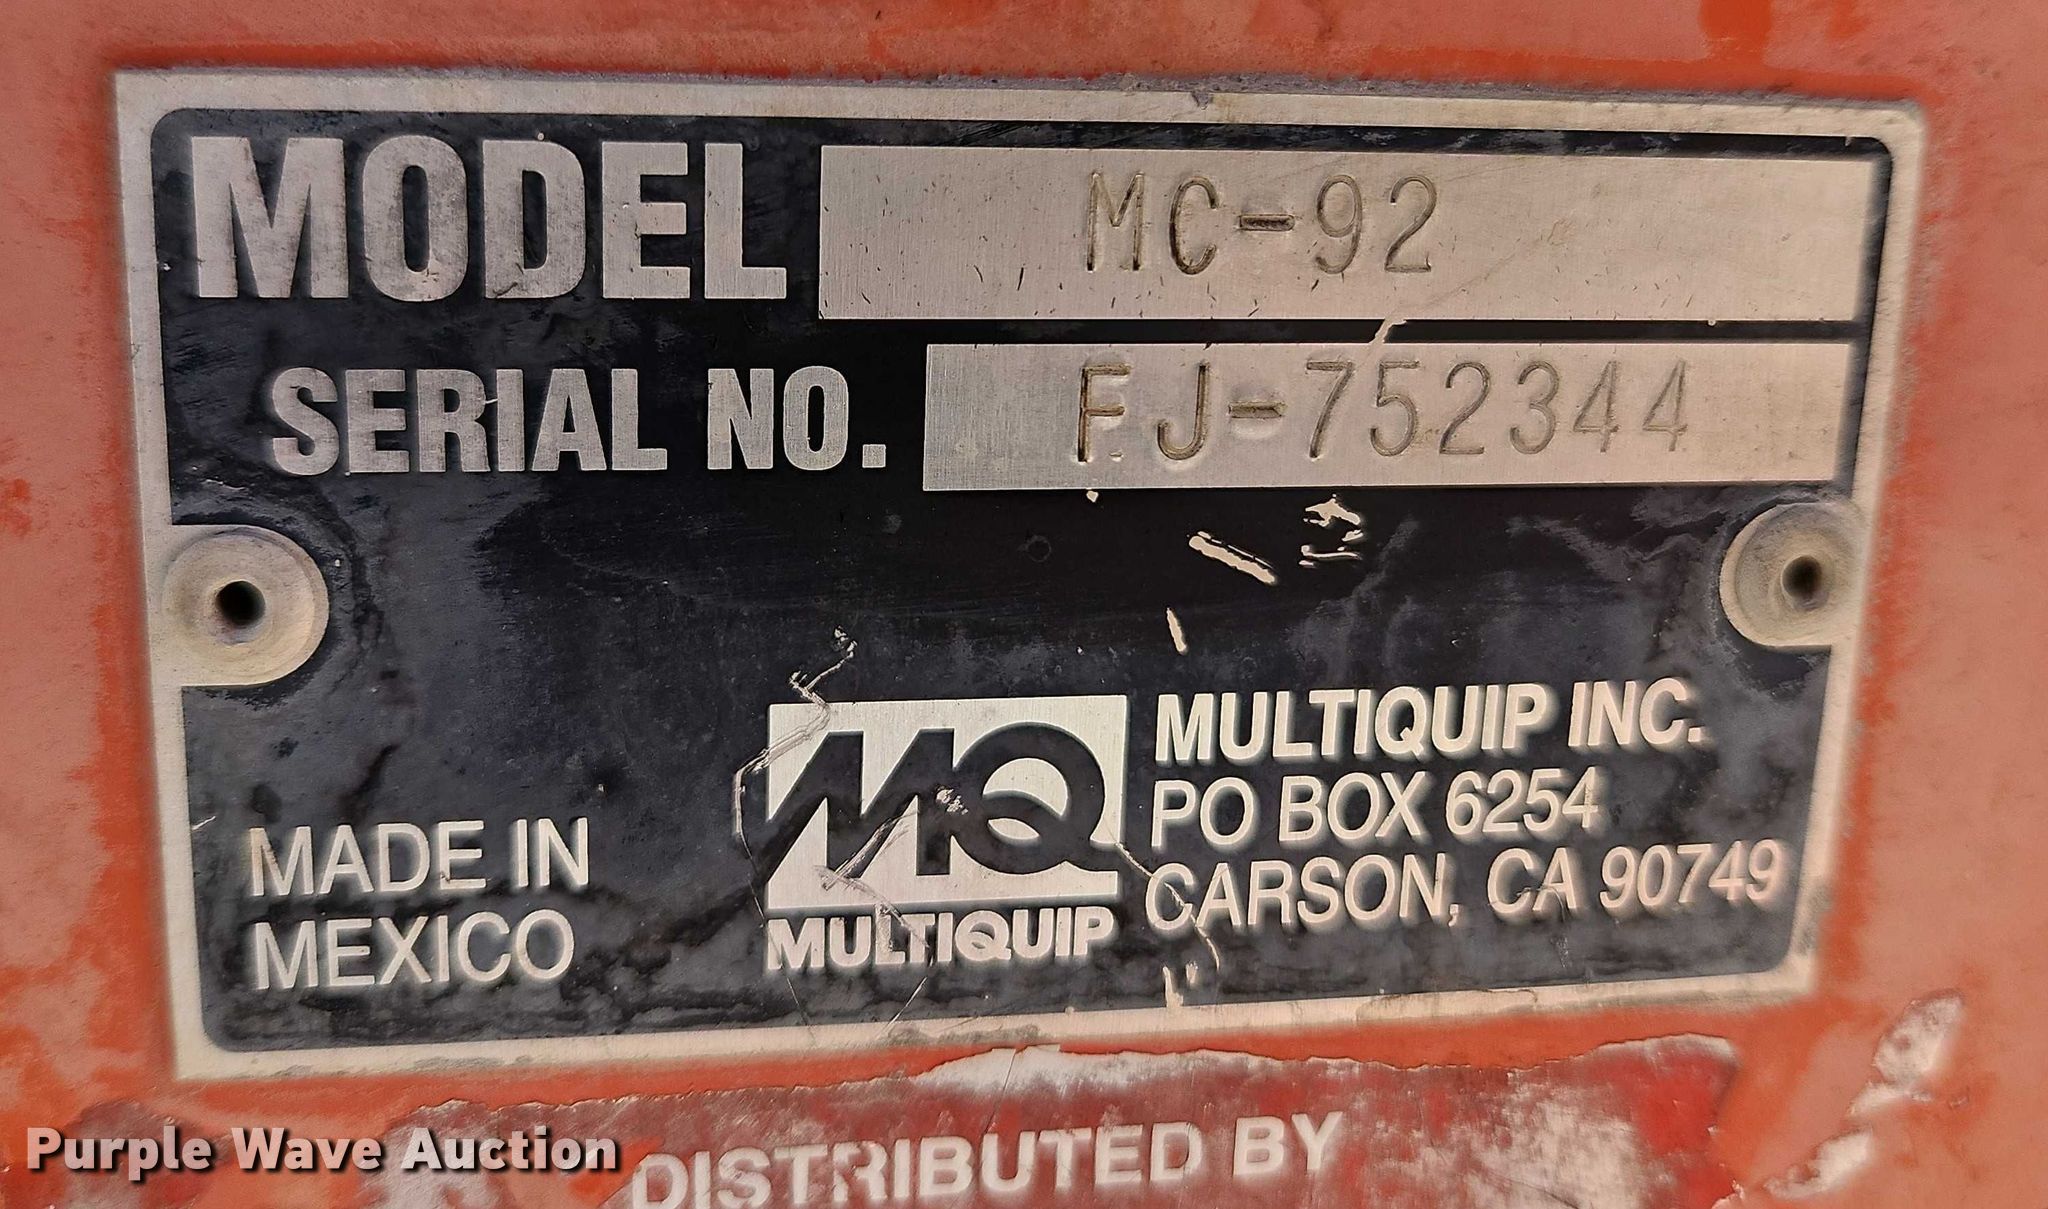 MODEL MC-92
SERIAL NO. FJ-752344
MADE IN
MEXICO
MQ
MULTIQUIP
MULTIQUIP INC.
PO BOX 6254
CARSON, CA 90749
DISTRIBUTED BY
Purple Wave Auction